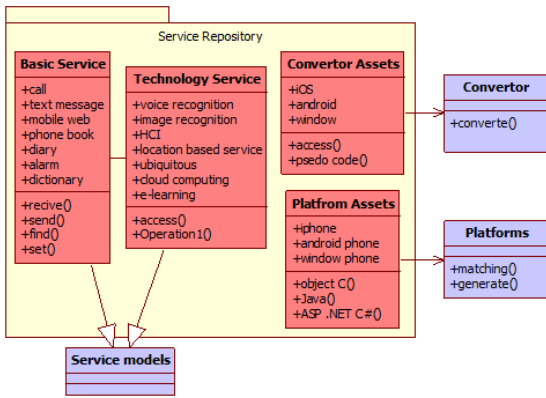 Service Repository
Basic Service
+call
+text message
+mobile web
+phone book
+diary
+alarm
+dictionary
+recive()
+send()
+find()
+set()
Technology Service
+voice recognition
+image recognition
+HCI
+location based service
+ubiquitous
+cloud computing
+e-learning
+access()
+Operation1()
Convertor Assets
+iOS
+android
+window
+access()
+psedo code()
Convertor
+converte()
Platfrom Assets
+iphone
+android phone
+window phone
+object C()
+Java()
+ASP .NET C#()
Platforms
+matching()
+generate()
Service models